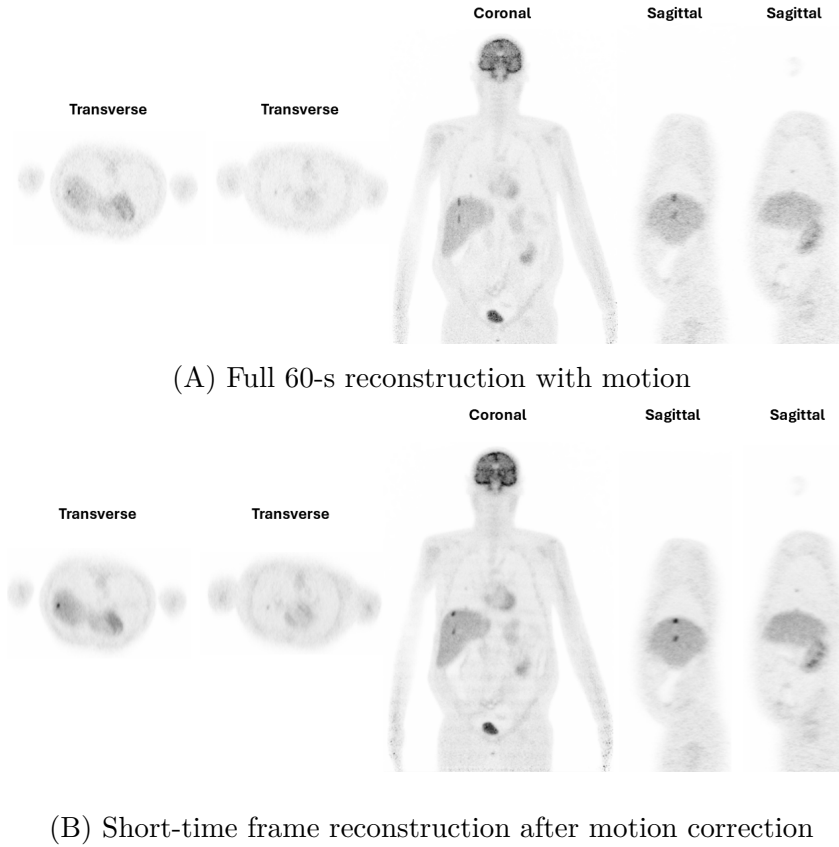 Coronal Sagittal Sagittal
Transverse Transverse
(A) Full 60-s reconstruction with motion
Coronal Sagittal Sagittal
Transverse Transverse
(B) Short-time frame reconstruction after motion correction